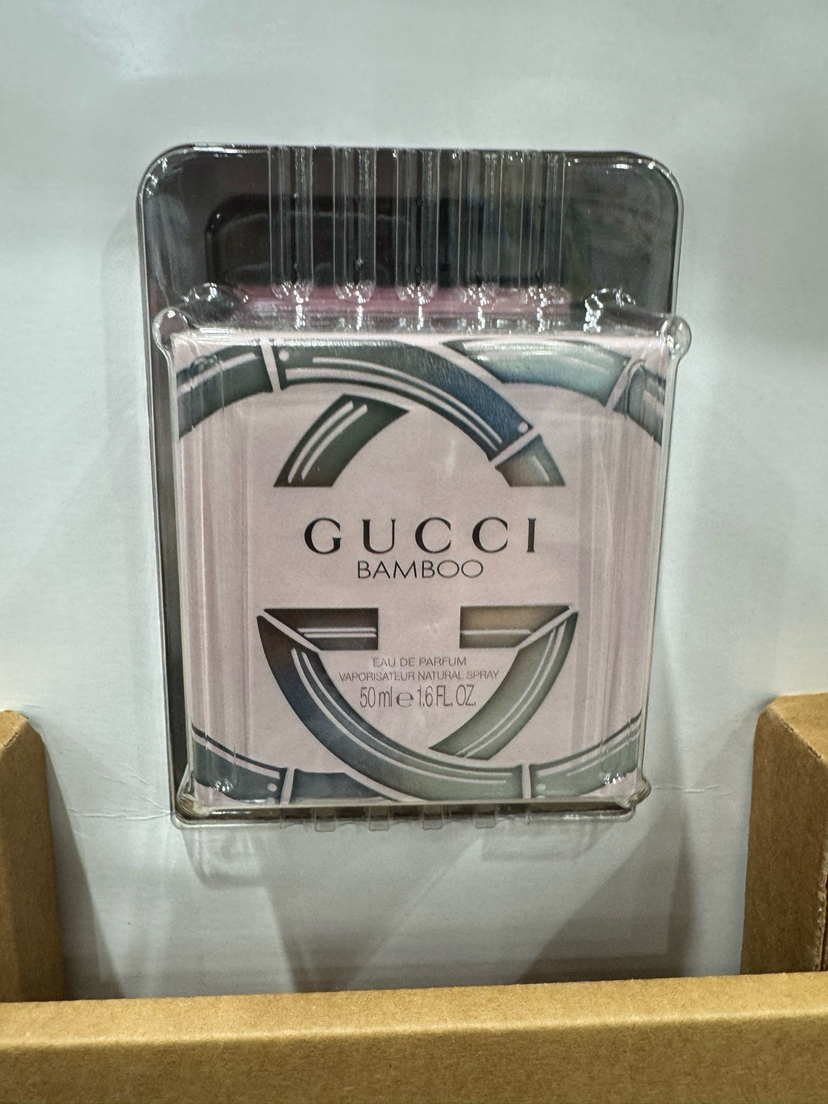 GUCCI
BAMBOO
EAU DE PARFUM
VAPORISATEUR NATURAL SPRAY
50 ml ℮ 1.6 FL. OZ.